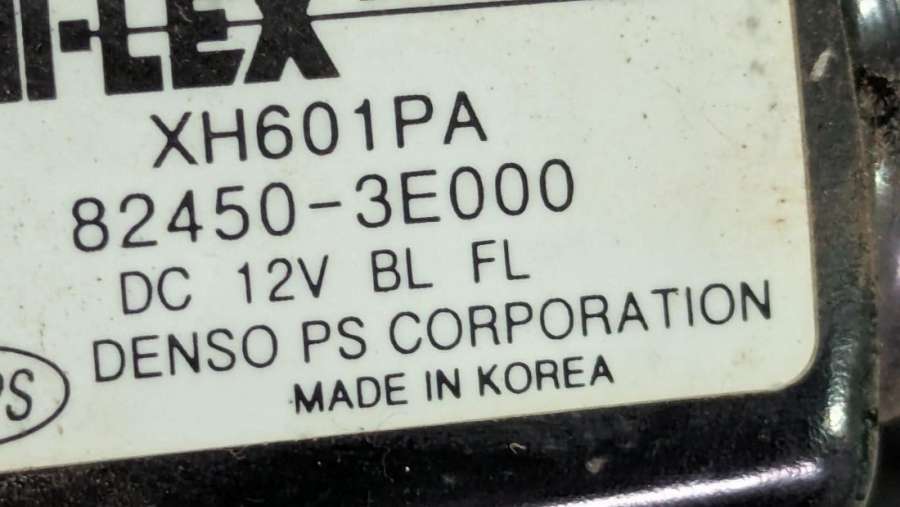 XH601PA
82450-3E000
DC 12V BL FL
DENSO PS CORPORATION
MADE IN KOREA